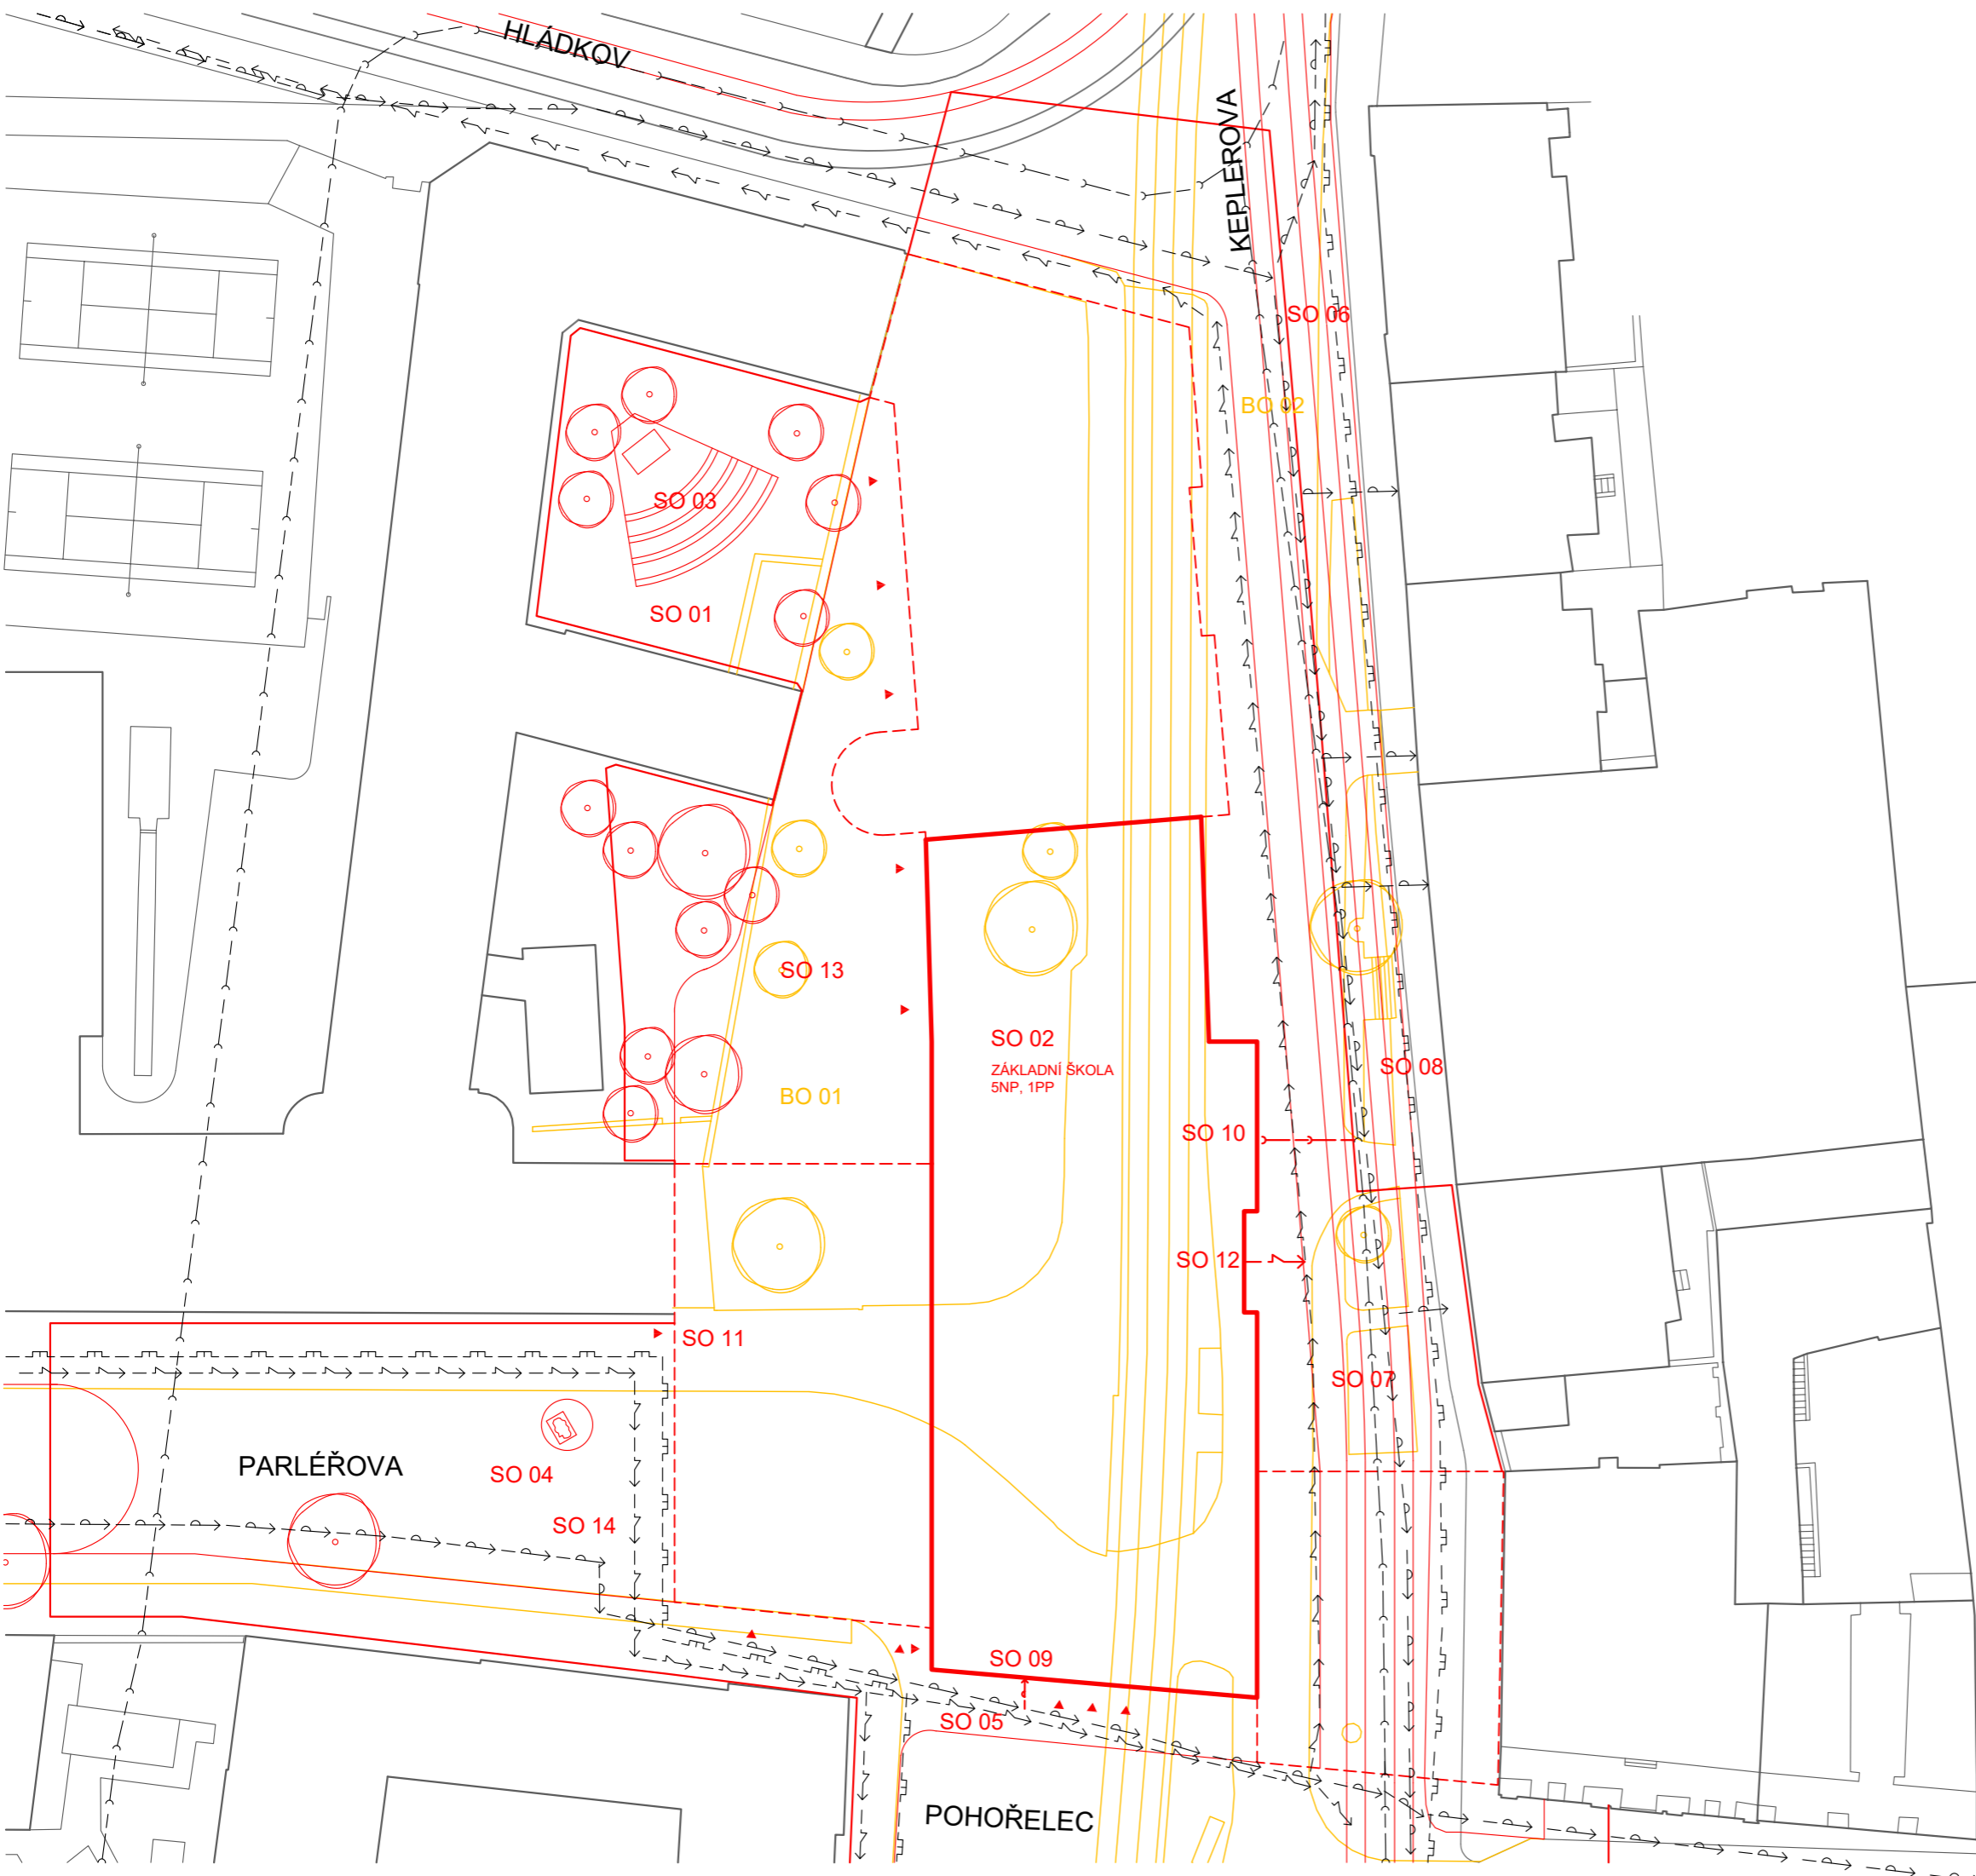 HLÁDKOV
KEPLEROVA
SO 06
BO 02
SO 03
SO 01
SO 13
SO 02
ZÁKLADNÍ ŠKOLA
5NP, 1PP
SO 08
BO 01
SO 10
SO 12
SO 11
SO 07
PARLÉŘOVA
SO 04
SO 14
SO 09
SO 05
POHOŘELEC